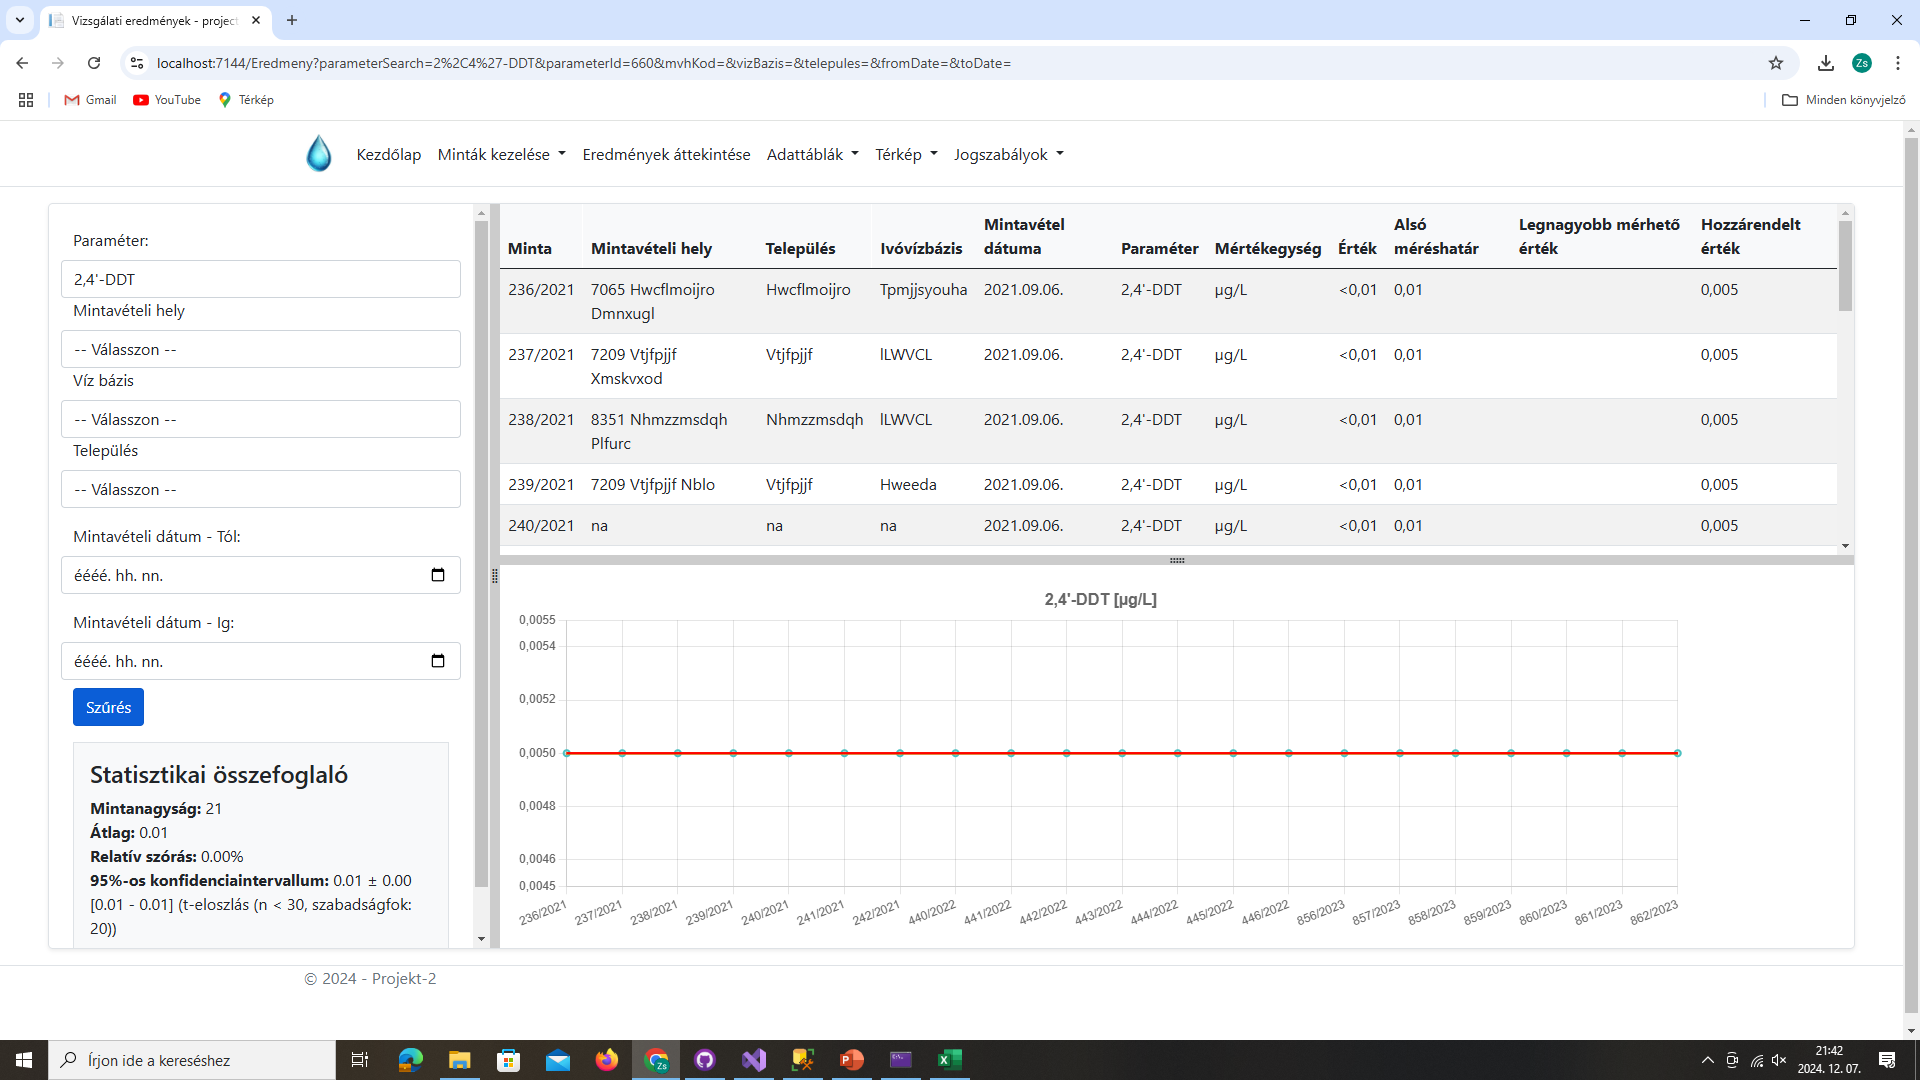 Vizsgálati eredmények - project
localhost:7144/Eredmeny?parameterSearch=2%2C4%27-DDT&parameterId=660&mvhKod=&vizBazis=&telepules=&fromDate=&toDate=
Zs
Gmail
YouTube
Térkép
Minden könyvjelző
Kezdőlap
Minták kezelése
Eredmények áttekintése
Adattáblák
Térkép
Jogszabályok
Paraméter:
2,4'-DDT
Mintavételi hely
-- Válasszon --
Víz bázis
-- Válasszon --
Település
-- Válasszon --
Mintavételi dátum - Tól:
éééé. hh. nn.
Mintavételi dátum - Ig:
éééé. hh. nn.
Szűrés
Statisztikai összefoglaló
Mintanagyság: 21
Átlag: 0.01
Relatív szórás: 0.00%
95%-os konfidenciaintervallum: 0.01 ± 0.00
[0.01 - 0.01] (t-eloszlás (n < 30, szabadságfok:
20))
Minta Mintavételi hely Település Ivóvízbázis Mintavétel dátuma Paraméter Mértékegység Érték Alsó méréshatár Legnagyobb mérhető érték Hozzárendelt érték
236/2021 7065 Hwcflmoijro Dmnxugl Hwcflmoijro Tpmjjsyouha 2021.09.06. 2,4'-DDT µg/L <0,01 0,01 0,005
237/2021 7209 Vtjfpjjf Xmskvxod Vtjfpjjf lLWVCL 2021.09.06. 2,4'-DDT µg/L <0,01 0,01 0,005
238/2021 8351 Nhmzzmsdqh Plfurc Nhmzzmsdqh lLWVCL 2021.09.06. 2,4'-DDT µg/L <0,01 0,01 0,005
239/2021 7209 Vtjfpjjf Nblo Vtjfpjjf Hweeda 2021.09.06. 2,4'-DDT µg/L <0,01 0,01 0,005
240/2021 na na na 2021.09.06. 2,4'-DDT µg/L <0,01 0,01 0,005
2,4'-DDT [µg/L]
0,0055
0,0054
0,0052
0,0050
0,0048
0,0046
0,0045
236/2021 237/2021 238/2021 239/2021 240/2021 241/2021 242/2021 440/2022 441/2022 442/2022 443/2022 444/2022 445/2022 446/2022 856/2023 857/2023 858/2023 859/2023 860/2023 861/2023 862/2023
© 2024 - Projekt-2
Írjon ide a kereséshez
Zs
21:42
2024. 12. 07.